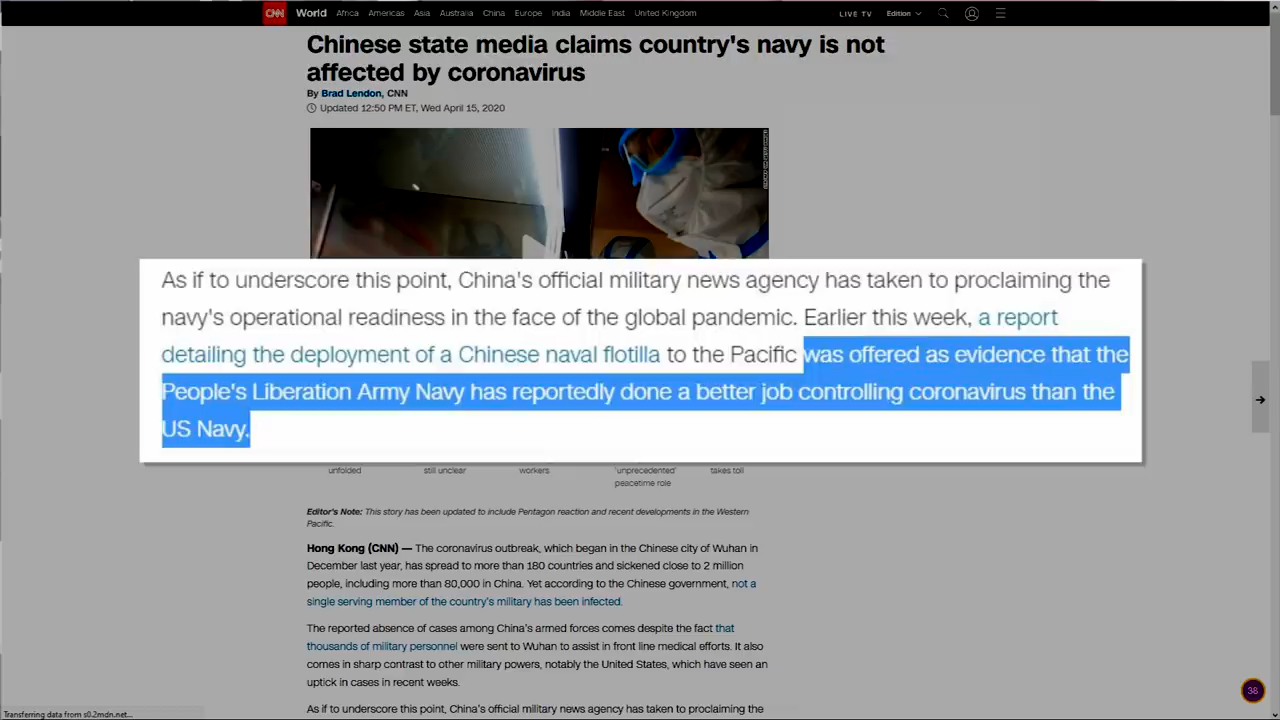 CNN World Africa Americas Asia Australia China Europe India Middle East United Kingdom LIVE TV Edition
Chinese state media claims country's navy is not
affected by coronavirus
By Brad Lendon, CNN
Updated 12:50 PM ET, Wed April 15, 2020
As if to underscore this point, China's official military news agency has taken to proclaiming the
navy's operational readiness in the face of the global pandemic. Earlier this week, a report
detailing the deployment of a Chinese naval flotilla to the Pacific was offered as evidence that the
People's Liberation Army Navy has reportedly done a better job controlling coronavirus than the
US Navy.
unfolded still unclear workers 'unprecedented' takes toll
peacetime role
Editor's Note: This story has been updated to include Pentagon reaction and recent developments in the Western
Pacific.
Hong Kong (CNN) — The coronavirus outbreak, which began in the Chinese city of Wuhan in
December last year, has spread to more than 180 countries and sickened close to 2 million
people, including more than 80,000 in China. Yet according to the Chinese government, not a
single serving member of the country's military has been infected.
The reported absence of cases among China's armed forces comes despite the fact that
thousands of military personnel were sent to Wuhan to assist in front line medical efforts. It also
comes in sharp contrast to other military powers, notably the United States, which have seen an
uptick in cases in recent weeks.
As if to underscore this point, China's official military news agency has taken to proclaiming the
38
Transferring data from s0.2mdn.net...